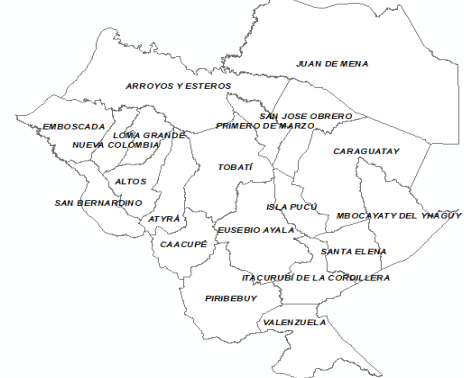 JUAN DE MENA
ARROYOS Y ESTEROS
SAN JOSE OBRERO
EMBOSCADA
PRIMERO DE MARZO
LOMA GRANDE
NUEVA COLOMBIA
CARAGUATAY
TOBATÍ
ALTOS
SAN BERNARDINO
ISLA PUCÚ
ATYRÁ
MBOCAYATY DEL YHAGUY
EUSEBIO AYALA
CAACUPÉ
SANTA ELENA
ITACURUBÍ DE LA CORDILLERA
PIRIBEBUY
VALENZUELA